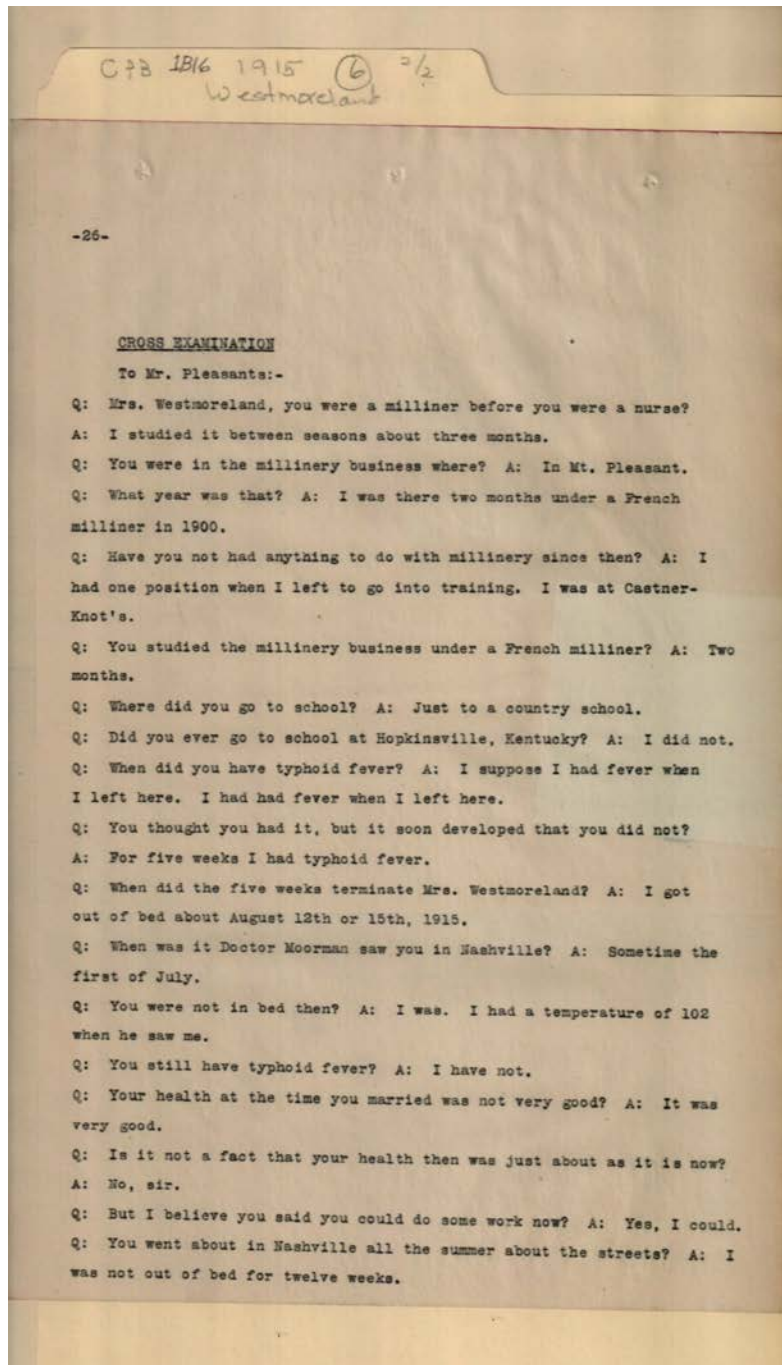 C&B 1B16 1915 6 2/2
Westmoreland
-26-
CROSS EXAMINATION
To Mr. Pleasants:-
Q: Mrs. Westmoreland, you were a milliner before you were a nurse?
A: I studied it between seasons about three months.
Q: You were in the millinery business where? A: In Mt. Pleasant.
Q: What year was that? A: I was there two months under a French
milliner in 1900.
Q: Have you not had anything to do with millinery since then? A: I
had one position when I left to go into training. I was at Castner-
Knot's.
Q: You studied the millinery business under a French milliner? A: Two
months.
Q: Where did you go to school? A: Just to a country school.
Q: Did you ever go to school at Hopkinsville, Kentucky? A: I did not.
Q: When did you have typhoid fever? A: I suppose I had fever when
I left here. I had had fever when I left here.
Q: You thought you had it, but it soon developed that you did not?
A: For five weeks I had typhoid fever.
Q: When did the five weeks terminate Mrs. Westmoreland? A: I got
out of bed about August 12th or 15th, 1915.
Q: When was it Doctor Moorman saw you in Nashville? A: Sometime the
first of July.
Q: You were not in bed then? A: I was. I had a temperature of 102
when he saw me.
Q: You still have typhoid fever? A: I have not.
Q: Your health at the time you married was not very good? A: It was
very good.
Q: Is it not a fact that your health then was just about as it is now?
A: No, sir.
Q: But I believe you said you could do some work now? A: Yes, I could.
Q: You went about in Nashville all the summer about the streets? A: I
was not out of bed for twelve weeks.